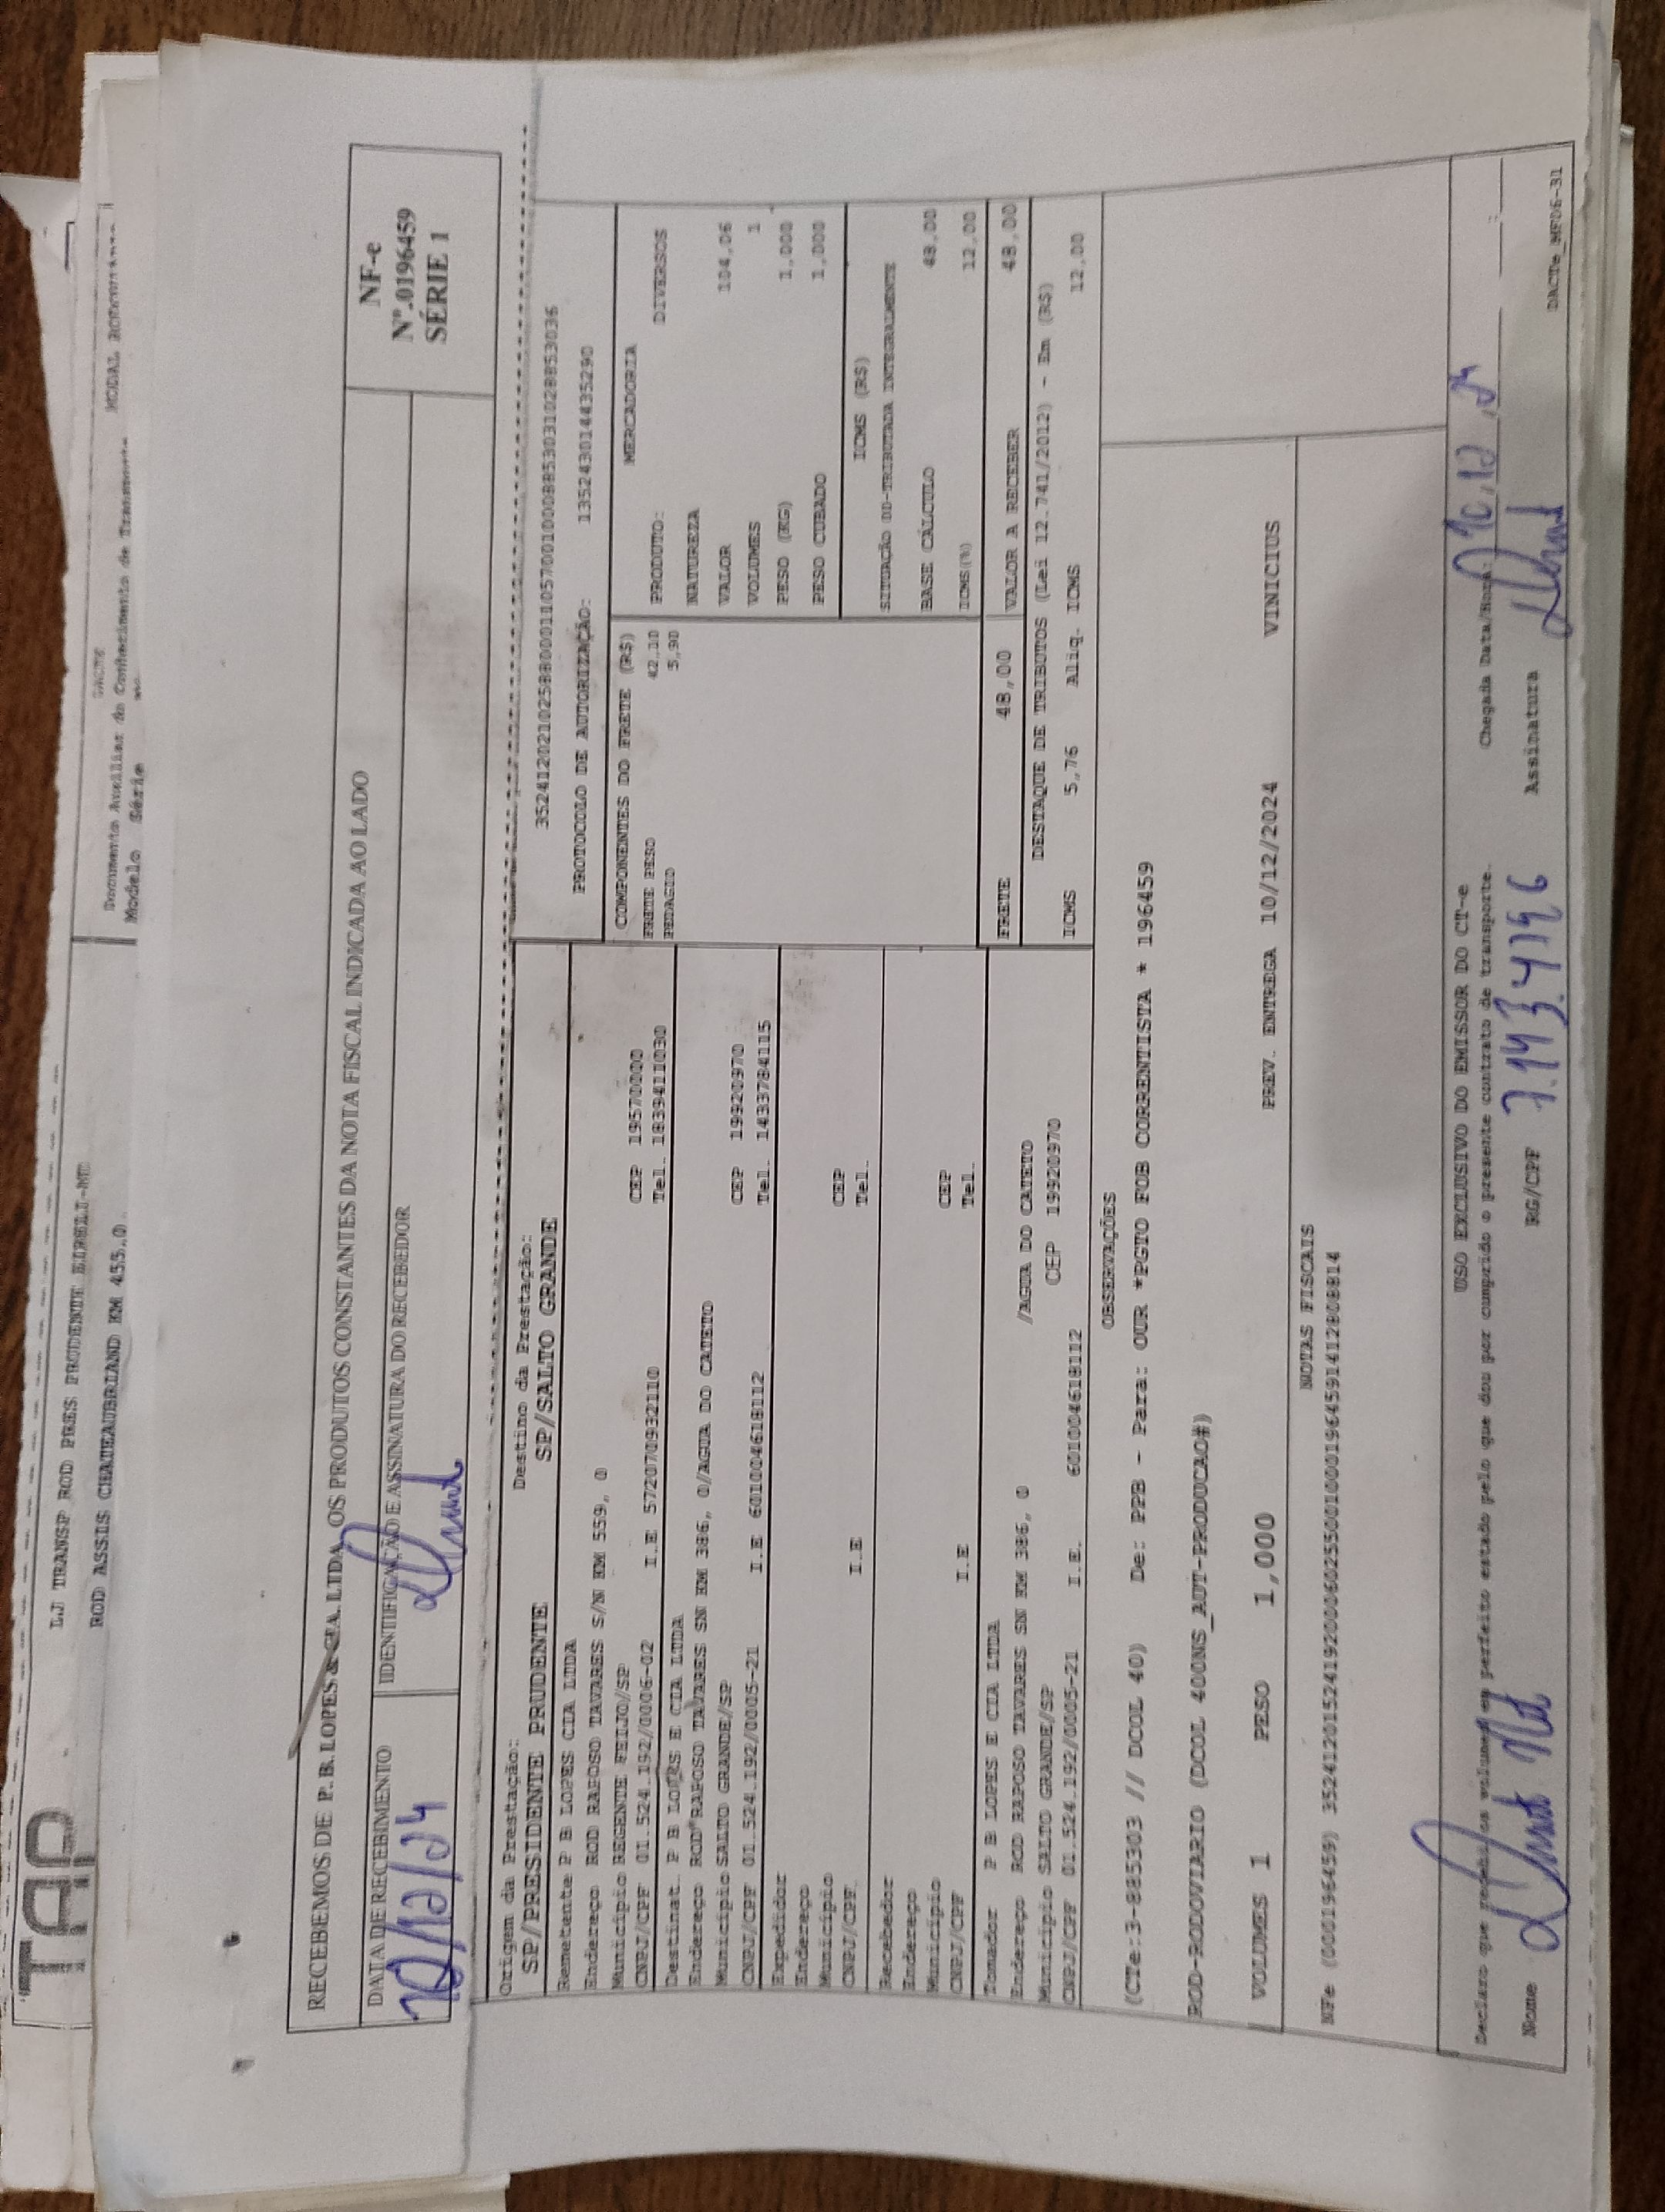 TAP
LJ TRANSP ROD PRES PRUDENTE EIRELI-ME
ROD ASSIS CHATEAUBRIAND KM 455,0
DACTE
Documento Auxiliar do Conhecimento de Transporte
MODAL
Modelo Série
RECEBEMOS DE P. B. LOPES & CIA. LTDA. OS PRODUTOS CONSTANTES DA NOTA FISCAL INDICADA AO LADO
DATA DE RECEBIMENTO
IDENTIFICAÇÃO E ASSINATURA DO RECEBEDOR
10/12/24
NF-e
Nº.0196459
SÉRIE 1
Origem da Prestação: Destino da Prestação:
SP/PRESIDENTE PRUDENTE SP/SALTO GRANDE
Remetente P B LOPES CIA LTDA
Endereço ROD RAPOSO TAVARES S/N KM 559, 0
Município REGENTE FEIJO/SP CEP 19570000
CNPJ/CPF 01.524.192/0006-02 I.E 572070932110 Tel. 1839411030
Destinat. P B LOPES E CIA LTDA
Endereço ROD RAPOSO TAVARES SN KM 386, 0/AGUA DO CATETO
Município SALTO GRANDE/SP CEP 19920970
CNPJ/CPF 01.524.192/0005-21 I.E 601004618112 Tel. 1433784115
Expedidor
Endereço
Município CEP
CNPJ/CPF. I.E Tel.
Recebedor
Endereço
Município CEP
CNPJ/CPF I.E Tel.
Tomador P B LOPES E CIA LTDA
Endereço ROD RAPOSO TAVARES SN KM 386, 0 /AGUA DO CATETO
Município SALTO GRANDE/SP CEP 19920970
CNPJ/CPF 01.524.192/0005-21 I.E. 601004618112
PROTOCOLO DE AUTORIZAÇÃO: 135243014435290
COMPONENTES DO FRETE (R$)
FRETE PESO 42,10
PEDAGIO 5,90
MERCADORIA
PRODUTO: DIVERSOS
NATUREZA
VALOR 104,06
VOLUMES 1
PESO (KG) 1,000
PESO CUBADO 1,000
ICMS (R$)
SITUAÇÃO 00-TRIBUTADA INTEGRALMENTE
BASE CÁLCULO 48,00
ICMS(%) 12,00
FRETE 48,00 VALOR A RECEBER 48,00
DESTAQUE DE TRIBUTOS (Lei 12.741/2012) - Em (R$)
ICMS 5,76 Aliq. ICMS 12,00
OBSERVAÇÕES
(CTe:3-885303 // DCOL 40) De: PPB - Para: OUR *PGTO FOB CORRENTISTA * 196459
ROD-RODOVIARIO (DCOL 400NS_AUT-PRODUCAO#)
VOLUMES 1 PESO 1,000 PREV. ENTREGA 10/12/2024 VINICIUS
NOTAS FISCAIS
NFe (000196459)
USO EXCLUSIVO DO EMISSOR DO CT-e
Declaro que recebi os volumes em perfeito estado pelo que dou por cumprido o presente contrato de transporte.
Chegada Data/Hora: 10,12,24
Nome RG/CPF 7.143.4196 Assinatura
DACTe_MF06-31